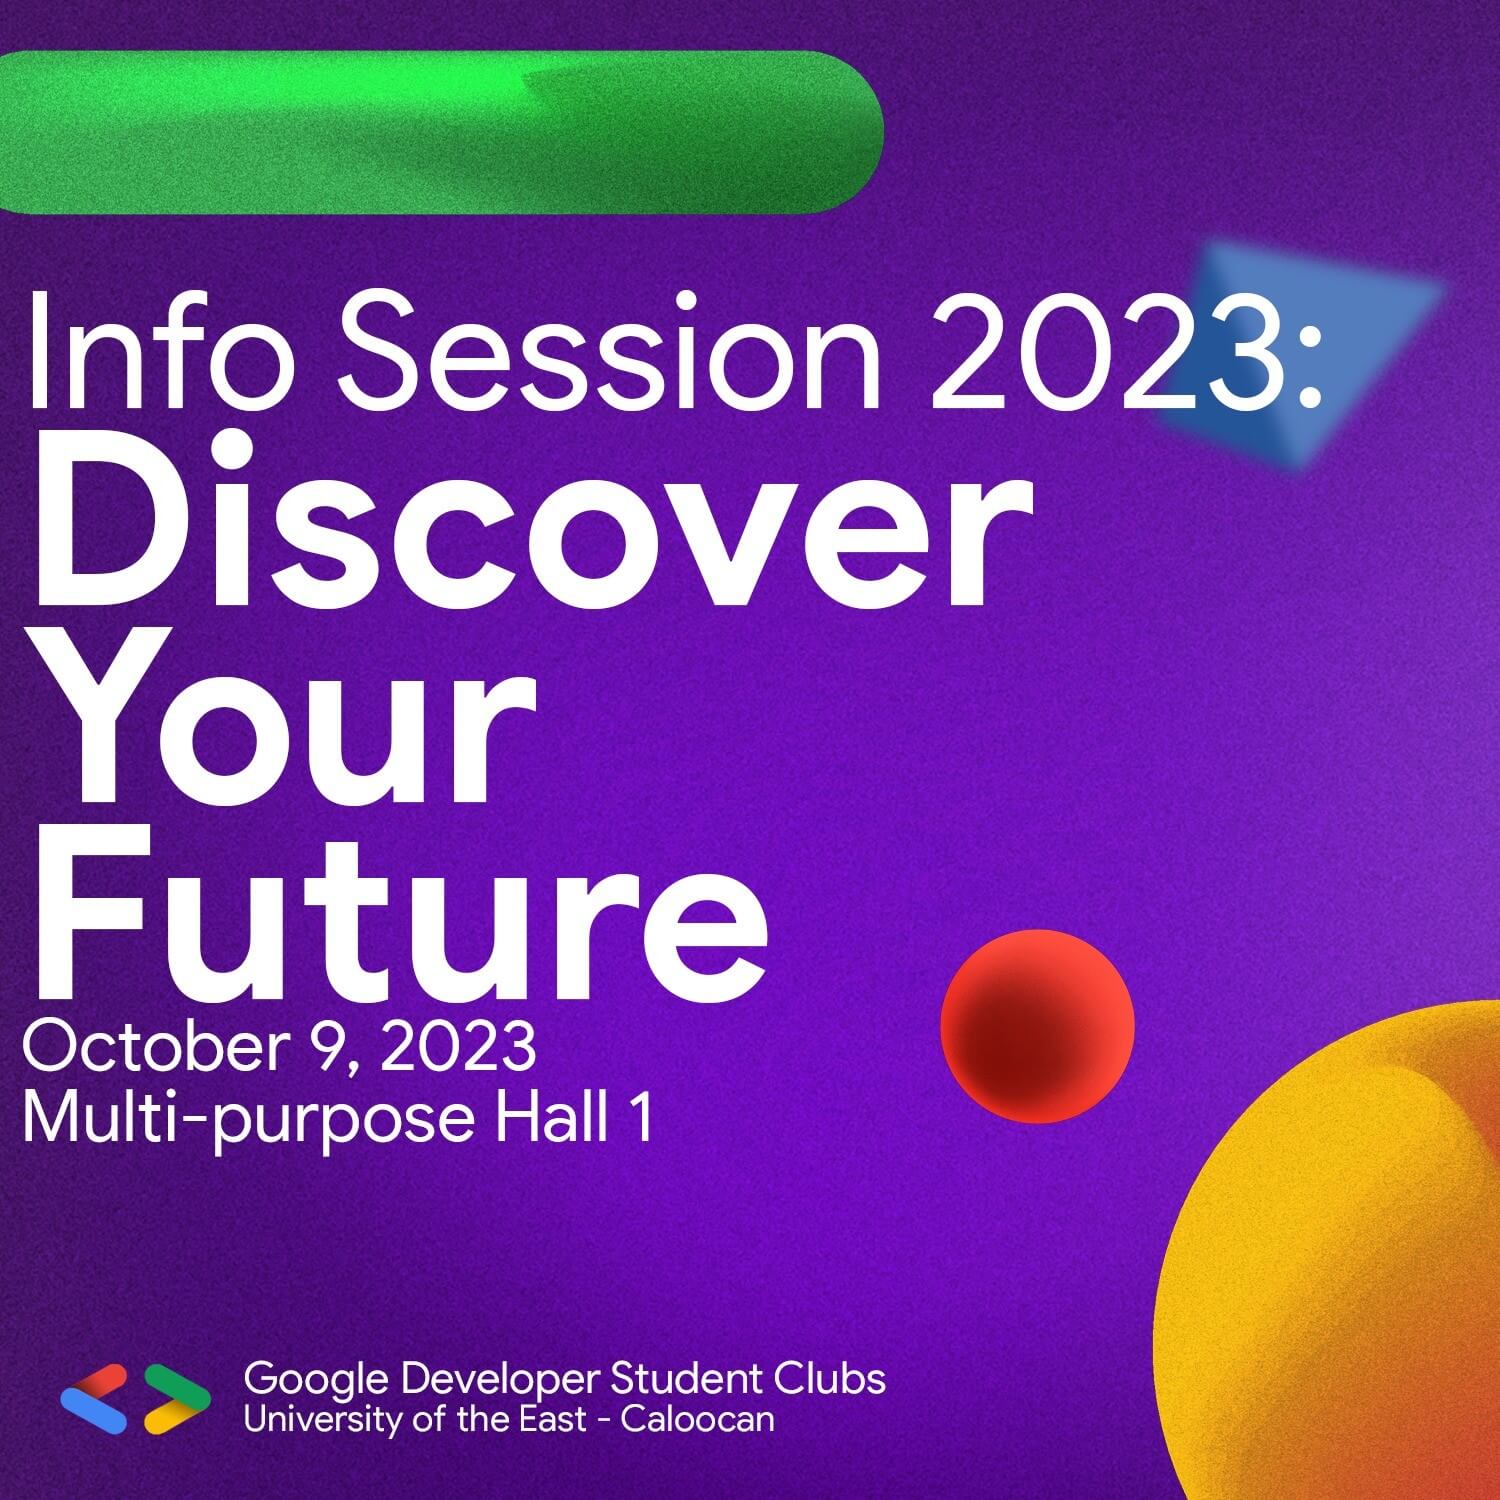 Info Session 2023:
Discover
Your
Future
October 9, 2023
Multi-purpose Hall 1
Google Developer Student Clubs
University of the East - Caloocan